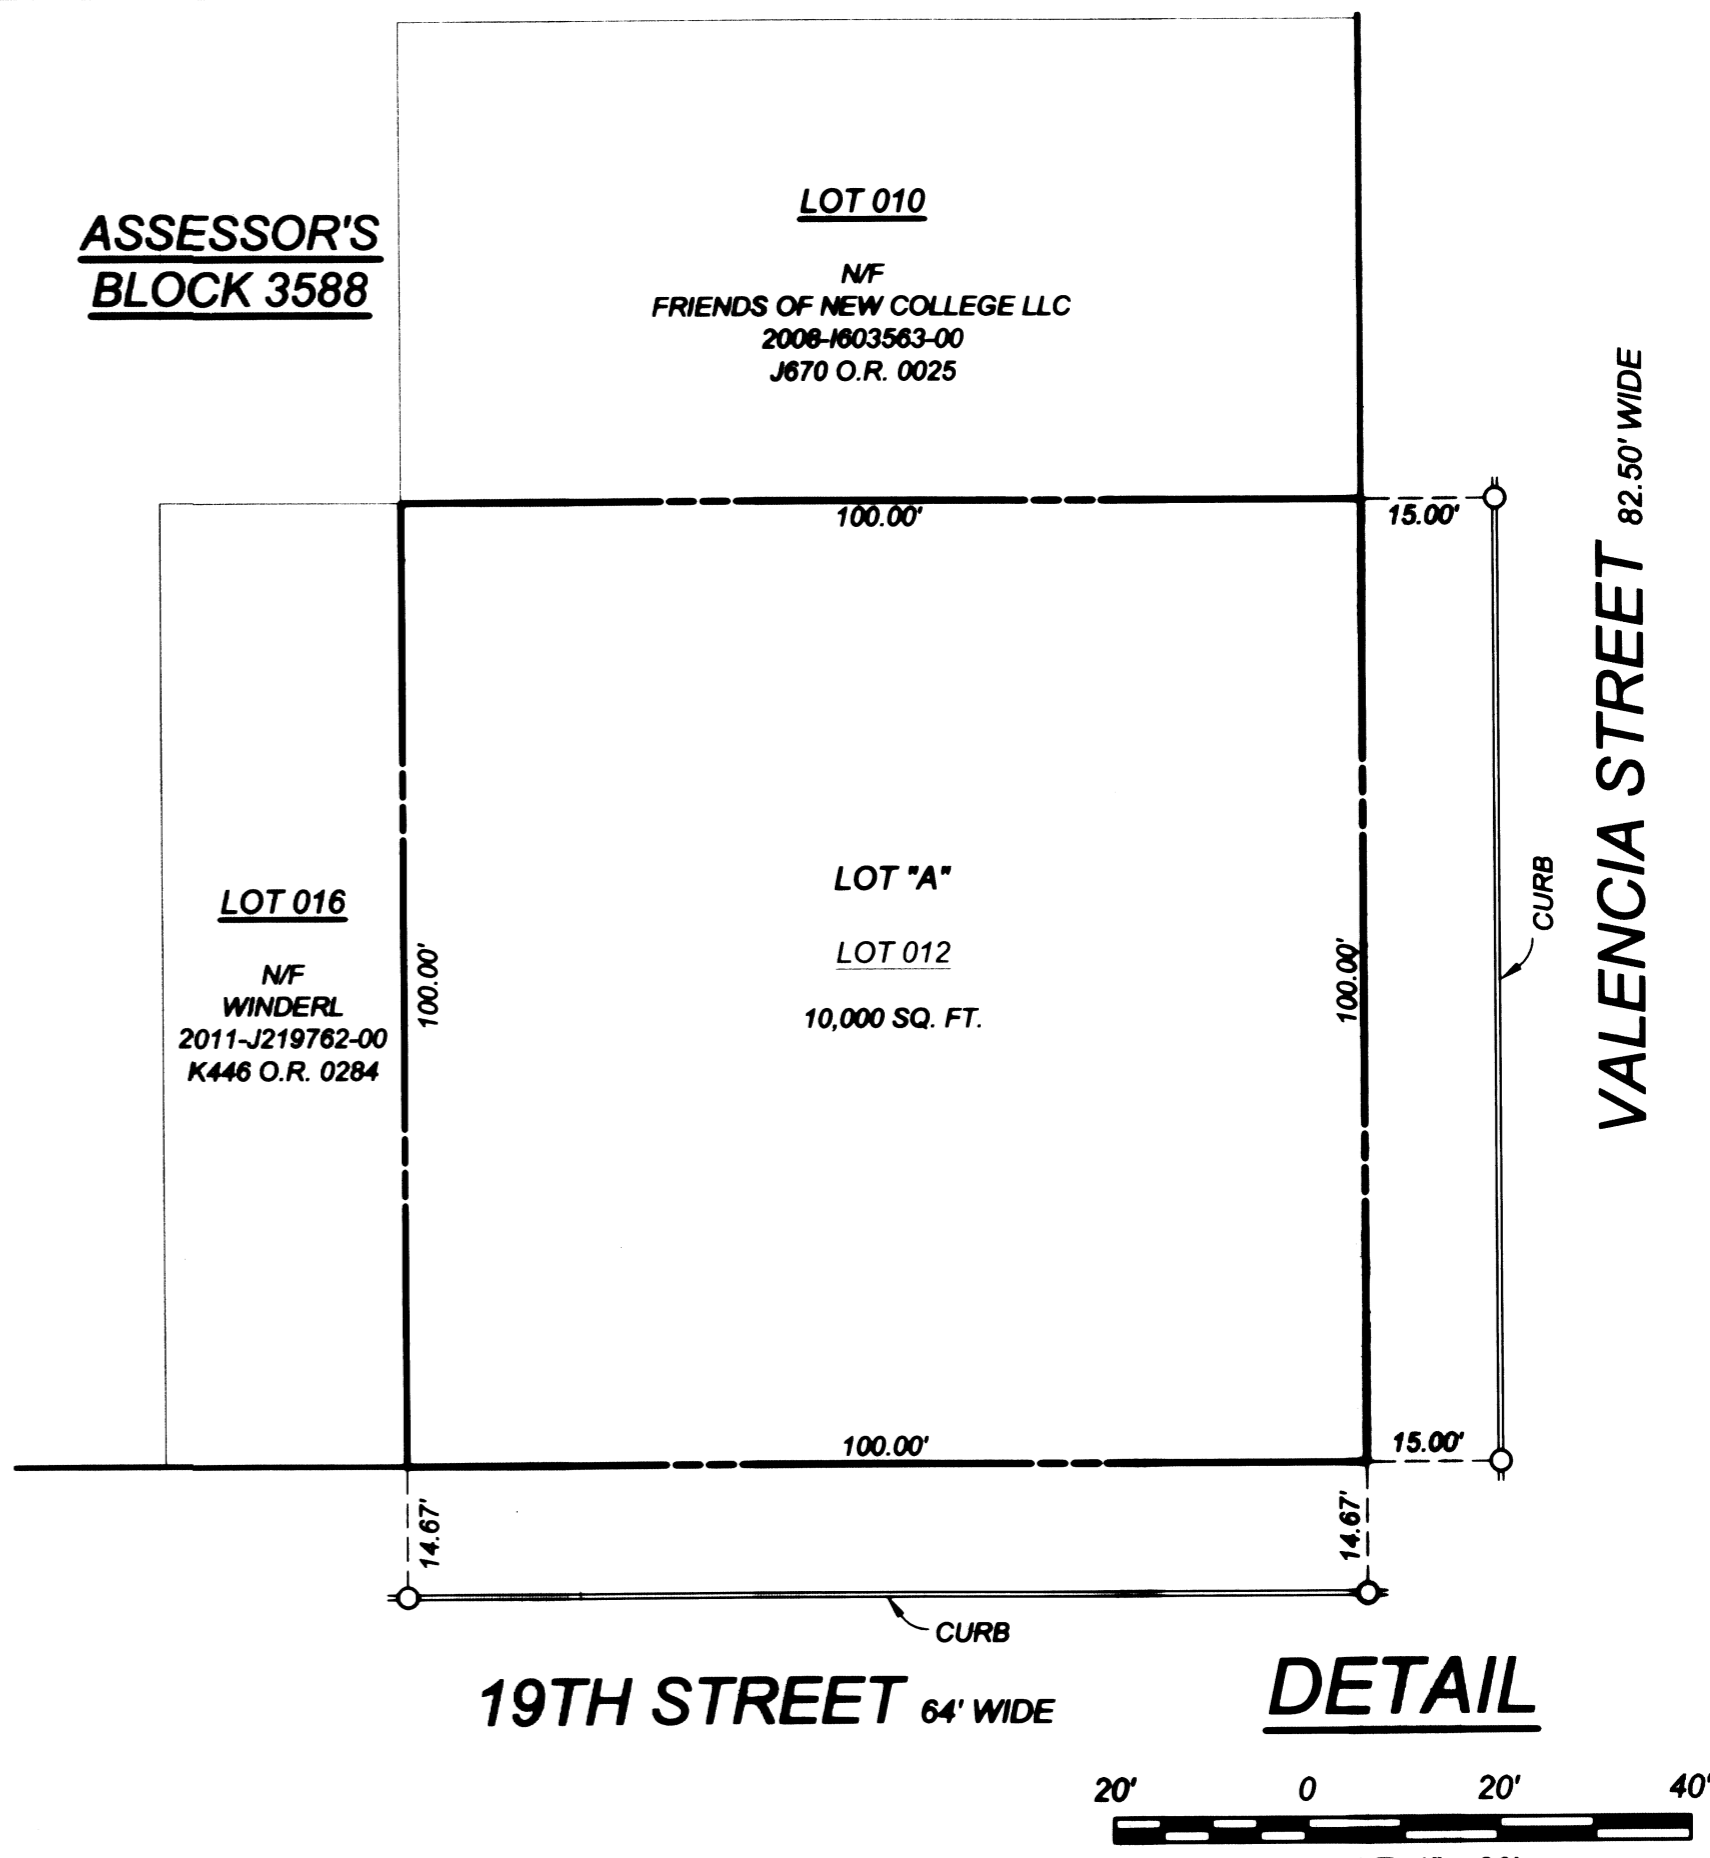 LOT 010
ASSESSOR'S
BLOCK 3588
N/F
FRIENDS OF NEW COLLEGE LLC
2008-I603563-00
J670 O.R. 0025
VALENCIA STREET 82.50' WIDE
100.00'
15.00'
LOT "A"
LOT 012
10,000 SQ. FT.
LOT 016
N/F
WINDERL
2011-J219762-00
K446 O.R. 0284
100.00'
100.00'
CURB
100.00'
15.00'
14.67'
14.67'
CURB
19TH STREET 64' WIDE
DETAIL
20' 0 20' 40'